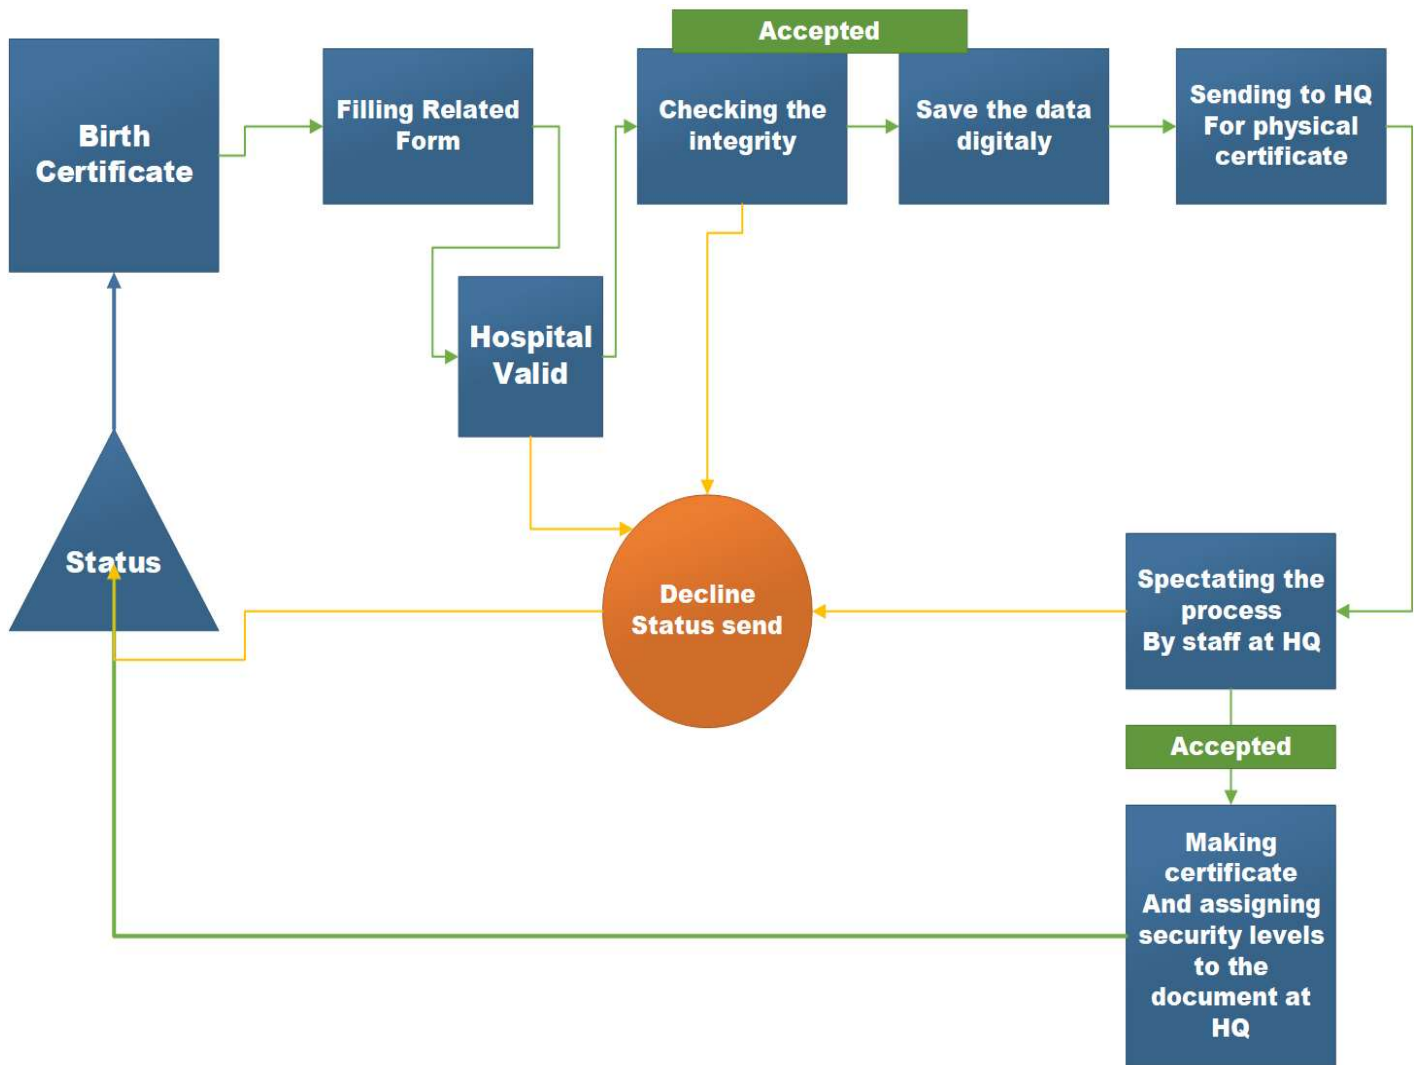 Accepted
Birth
Certificate
Filling Related
Form
Checking the
integrity
Save the data
digitaly
Sending to HQ
For physical
certificate
Hospital
Valid
Status
Decline
Status send
Spectating the
process
By staff at HQ
Accepted
Making
certificate
And assigning
security levels
to the
document at
HQ